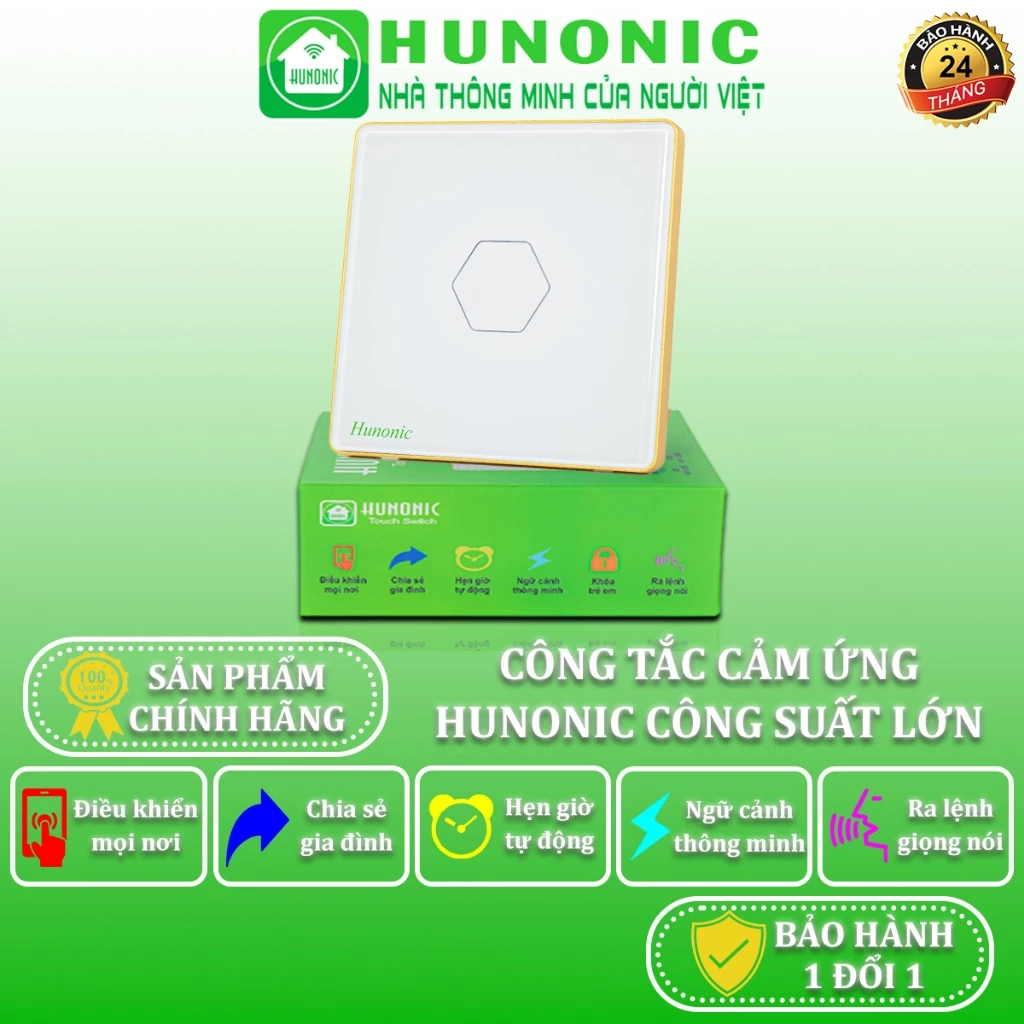 HUNONIC
HUNONIC
NHÀ THÔNG MINH CỦA NGƯỜI VIỆT
BẢO HÀNH
24
THÁNG
Hunonic
HUNONIC
Touch Switch
Điều khiển
mọi nơi
Chia sẻ
gia đình
Hẹn giờ
tự động
Ngữ cảnh
thông minh
Khóa
trẻ em
Ra lệnh
giọng nói
100%
Quality
SẢN PHẨM
CHÍNH HÃNG
CÔNG TẮC CẢM ỨNG
HUNONIC CÔNG SUẤT LỚN
Điều khiển
mọi nơi
Chia sẻ
gia đình
Hẹn giờ
tự động
Ngữ cảnh
thông minh
Ra lệnh
giọng nói
BẢO HÀNH
1 ĐỔI 1